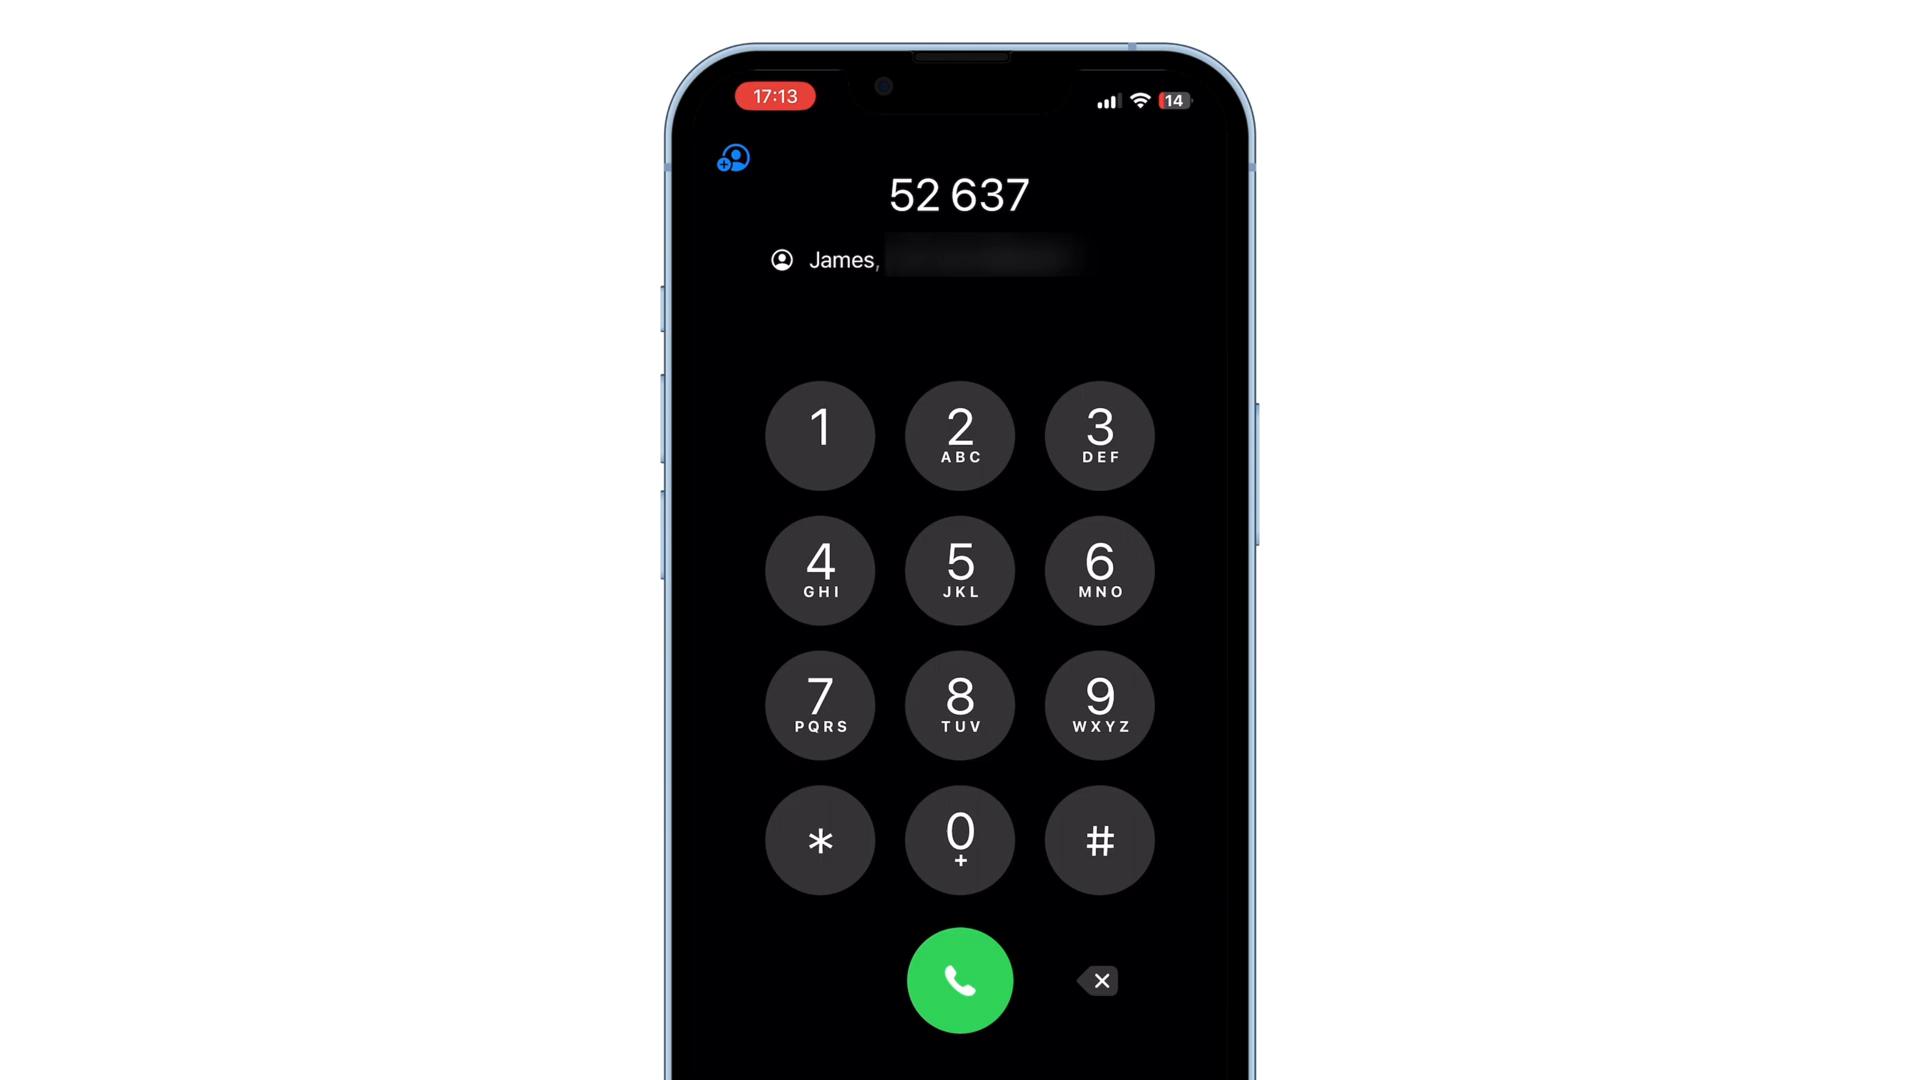 17:13
14
52 637
James,
1
2
ABC
3
DEF
4
GHI
5
JKL
6
MNO
7
PQRS
8
TUV
9
WXYZ
*
0
+
#